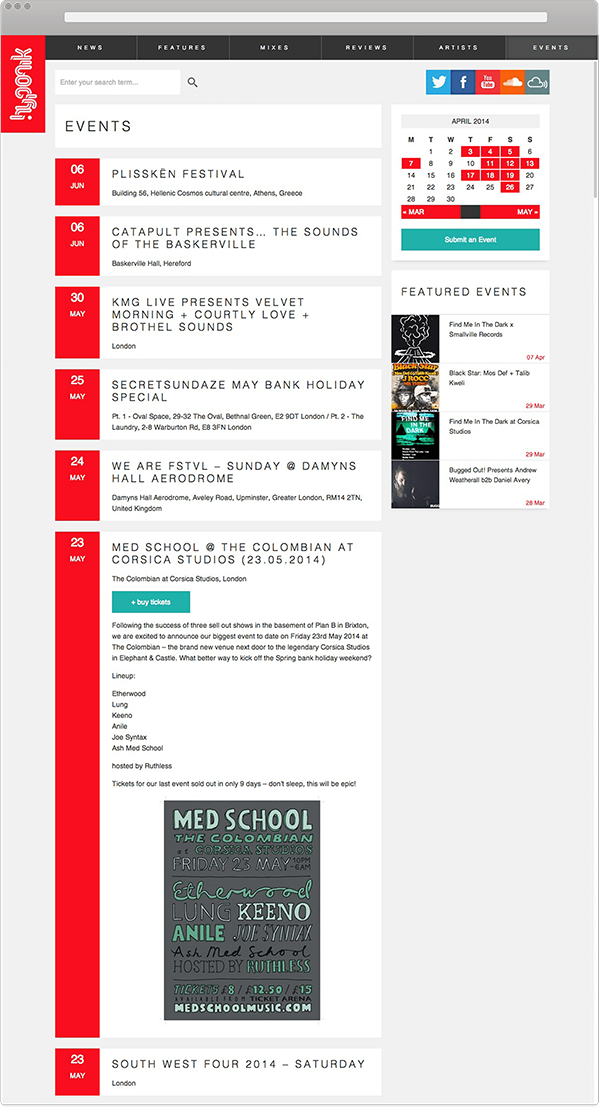 hyponik
NEWS
FEATURES
MIXES
REVIEWS
ARTISTS
EVENTS
Enter your search term...
You
Tube
EVENTS
06
JUN
PLISSKËN FESTIVAL
Building 56, Hellenic Cosmos cultural centre, Athens, Greece
06
JUN
CATAPULT PRESENTS… THE SOUNDS
OF THE BASKERVILLE
Baskerville Hall, Hereford
30
MAY
KMG LIVE PRESENTS VELVET
MORNING + COURTLY LOVE +
BROTHEL SOUNDS
London
25
MAY
SECRETSUNDAZE MAY BANK HOLIDAY
SPECIAL
Pt. 1 - Oval Space, 29-32 The Oval, Bethnal Green, E2 9DT London / Pt. 2 - The
Laundry, 2-8 Warburton Rd, E8 3FN London
24
MAY
WE ARE FSTVL – SUNDAY @ DAMYNS
HALL AERODROME
Damyns Hall Aerodrome, Aveley Road, Upminster, Greater London, RM14 2TN,
United Kingdom
23
MAY
MED SCHOOL @ THE COLOMBIAN AT
CORSICA STUDIOS (23.05.2014)
The Colombian at Corsica Studios, London
+ buy tickets
Following the success of three sell out shows in the basement of Plan B in Brixton,
we are excited to announce our biggest event to date on Friday 23rd May 2014 at
The Colombian – the brand new venue next door to the legendary Corsica Studios
in Elephant & Castle. What better way to kick off the Spring bank holiday weekend?
Lineup:
Etherwood
Lung
Keeno
Anile
Joe Syntax
Ash Med School
hosted by Ruthless
Tickets for our last event sold out in only 9 days – don't sleep, this will be epic!
MED SCHOOL
THE COLOMBIAN
at CORSICA STUDIOS
FRIDAY 23 MAY 10PM
-6AM
Etherwood
LUNG KEENO
ANILE JOE SYNTAX
Ash Med School
HOSTED BY RUTHLESS
TICKETS £8 / £12.50 / £15
AVAILABLE FROM TICKET ARENA
MEDSCHOOLMUSIC.COM
23
MAY
SOUTH WEST FOUR 2014 – SATURDAY
London
APRIL 2014
M T W T F S S
1 2 3 4 5 6
7 8 9 10 11 12 13
14 15 16 17 18 19 20
21 22 23 24 25 26 27
28 29 30
« MAR
MAY »
Submit an Event
FEATURED EVENTS
Find Me In The Dark x
Smallville Records
07 Apr
Black Star
Mos Def + Talib Kweli
J ROCC
Black Star: Mos Def + Talib
Kweli
29 Mar
FIND ME
IN THE
DARK
Find Me In The Dark at Corsica
Studios
29 Mar
BUGG
Bugged Out! Presents Andrew
Weatherall b2b Daniel Avery
28 Mar